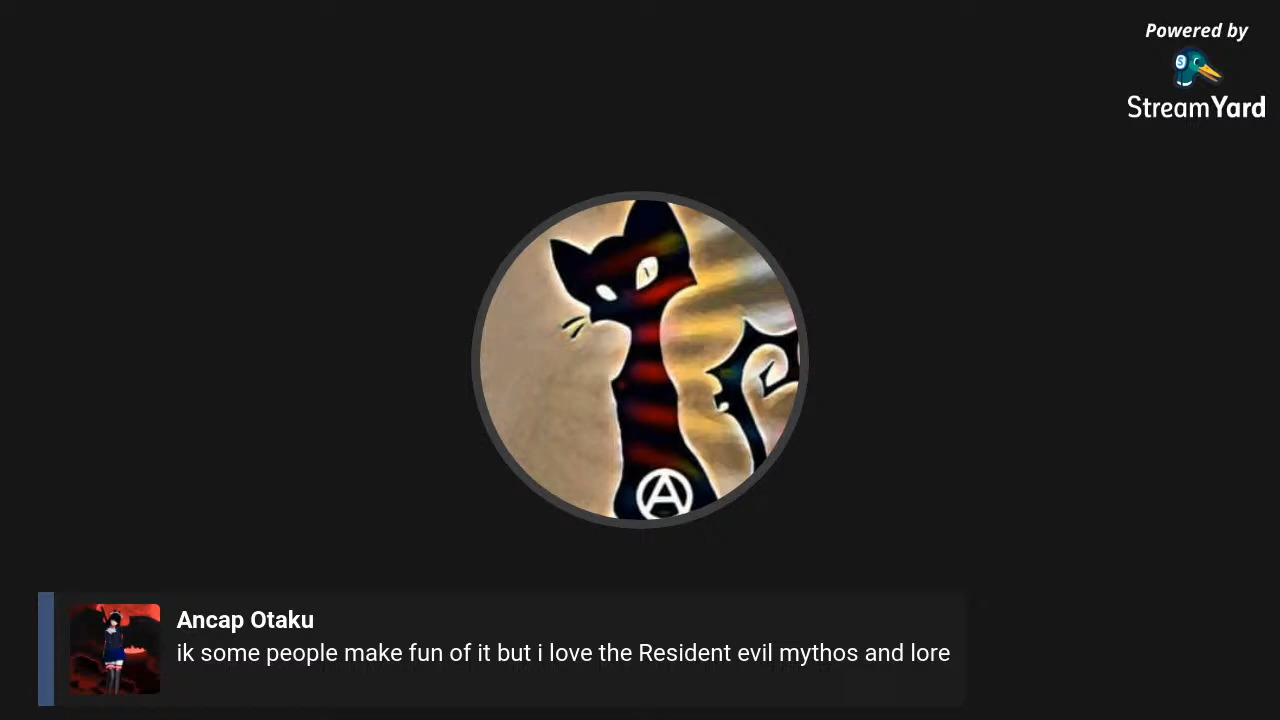 Powered by
StreamYard
Ancap Otaku
ik some people make fun of it but i love the Resident evil mythos and lore